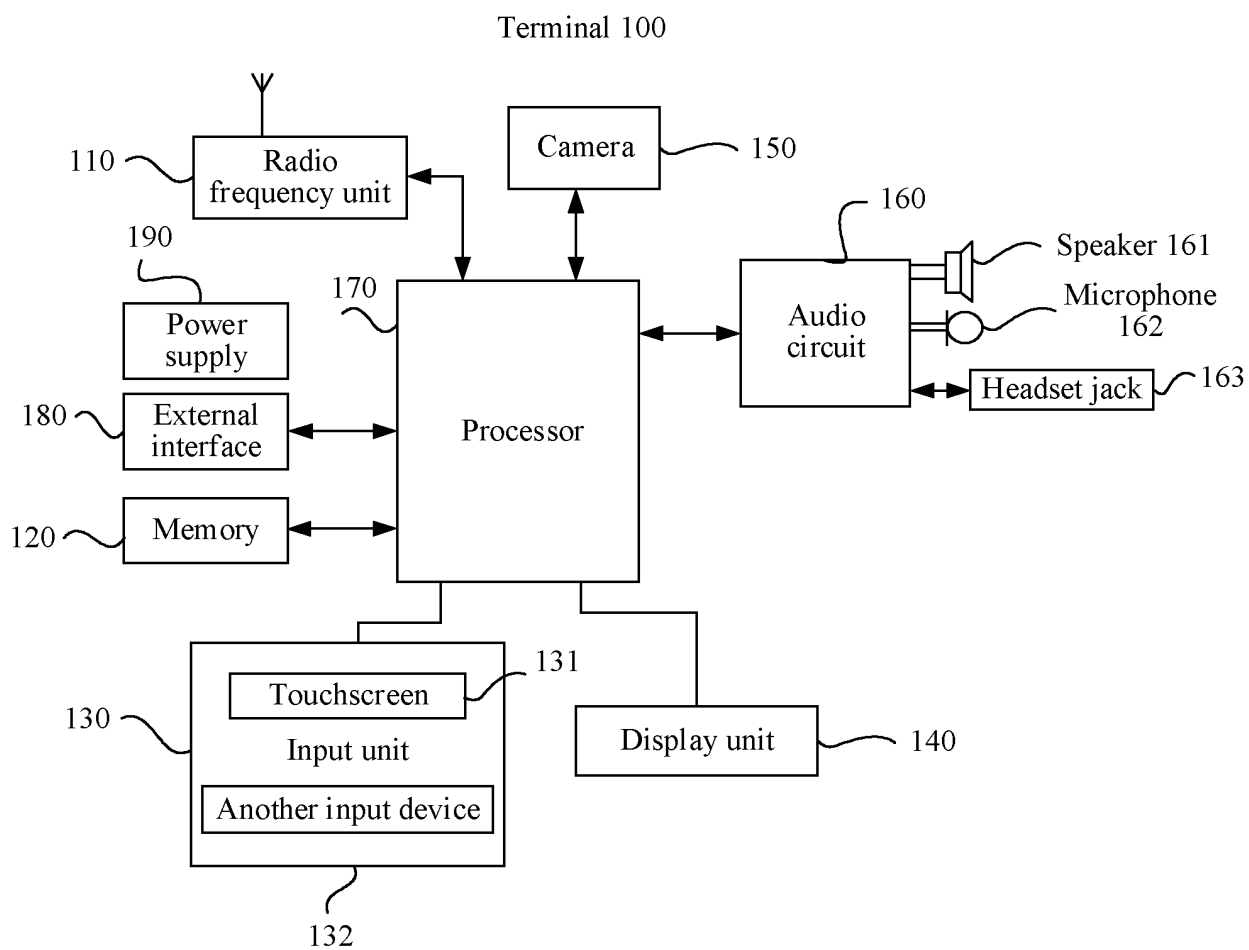 Terminal 100
110
Radio
frequency unit
Camera
150
190
Power
supply
170
160
Speaker 161
Microphone
162
Audio
circuit
Headset jack
163
180
External
interface
Processor
120
Memory
131
Touchscreen
130
Input unit
Another input device
132
Display unit
140